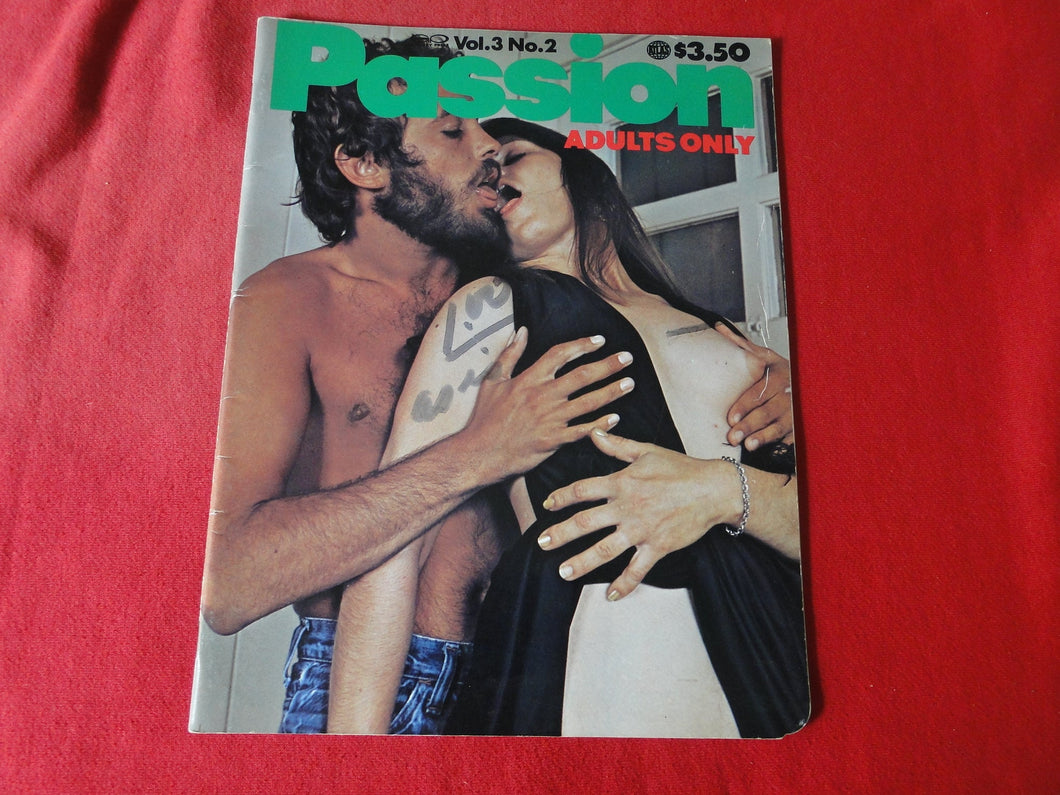 Vol.3 No.2
$3.50
Passion
ADULTS ONLY